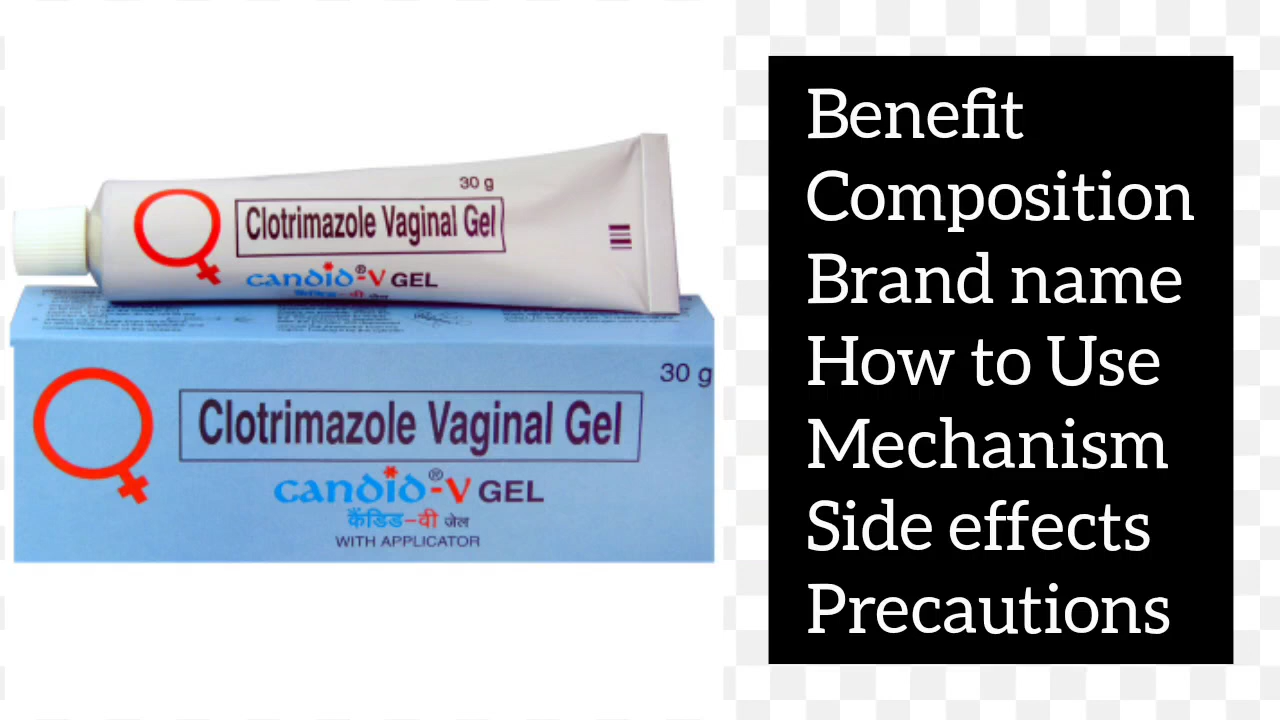 30 g
Clotrimazole Vaginal Gel
candid®-V GEL
कैंडिड-वी जेल
30 g
Clotrimazole Vaginal Gel
candid®-V GEL
कैंडिड-वी जेल
WITH APPLICATOR
Benefit
Composition
Brand name
How to Use
Mechanism
Side effects
Precautions